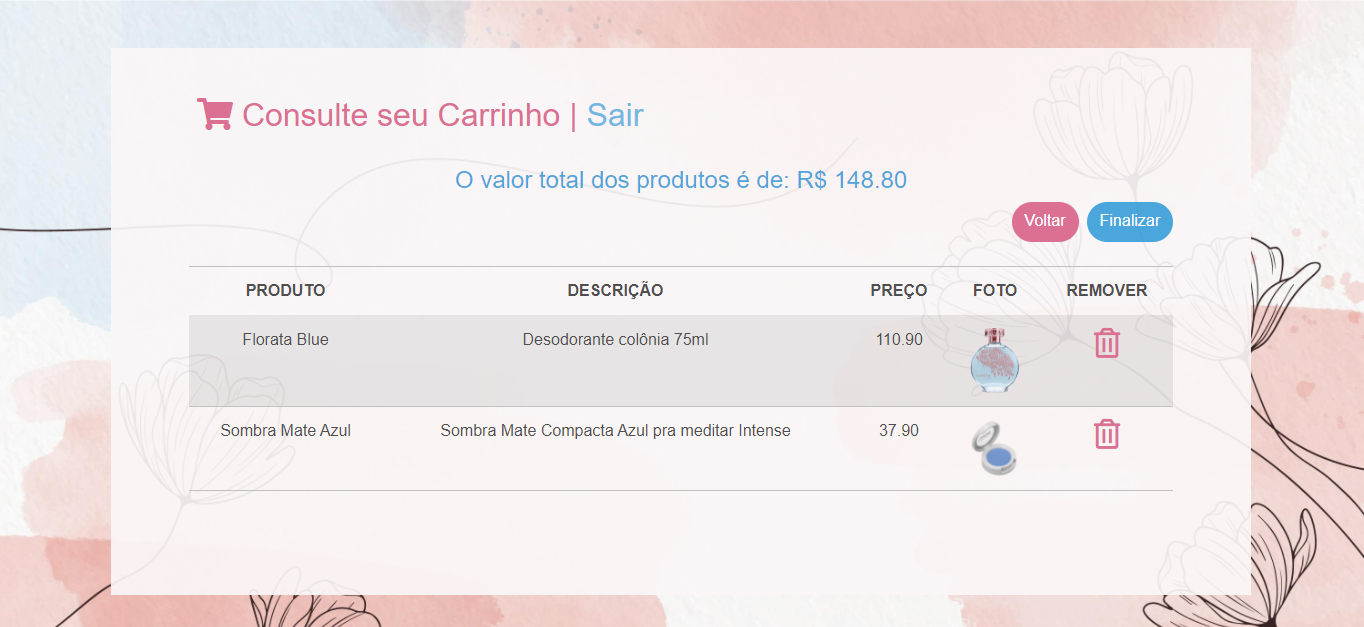 Consulte seu Carrinho | Sair
O valor total dos produtos é de: R$ 148.80
Voltar Finalizar
PRODUTO DESCRIÇÃO PREÇO FOTO REMOVER
Florata Blue Desodorante colônia 75ml 110.90
Sombra Mate Azul Sombra Mate Compacta Azul pra meditar Intense 37.90